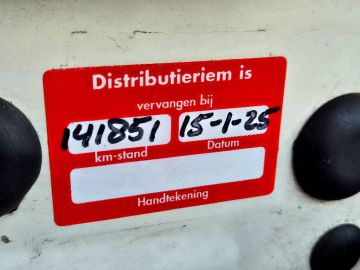 Distributieriem is
vervangen bij
141851 15-1-25
km-stand Datum
Handtekening